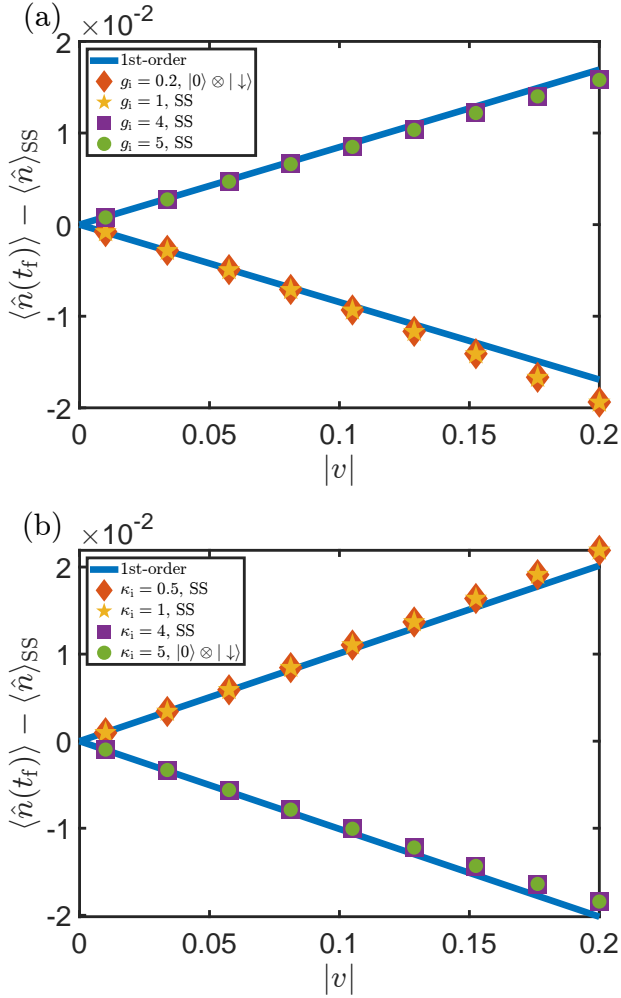 (a)
×10⁻²
2
1
0
-1
-2
⟨n̂(t_f)⟩ − ⟨n̂⟩_SS
1st-order
g_i = 0.2, |0⟩ ⊗ | ↓⟩
g_i = 1, SS
g_i = 4, SS
g_i = 5, SS
0 0.05 0.1 0.15 0.2
|v|
(b)
×10⁻²
2
1
0
-1
-2
⟨n̂(t_f)⟩ − ⟨n̂⟩_SS
1st-order
κ_i = 0.5, SS
κ_i = 1, SS
κ_i = 4, SS
κ_i = 5, |0⟩ ⊗ | ↓⟩
0 0.05 0.1 0.15 0.2
|v|